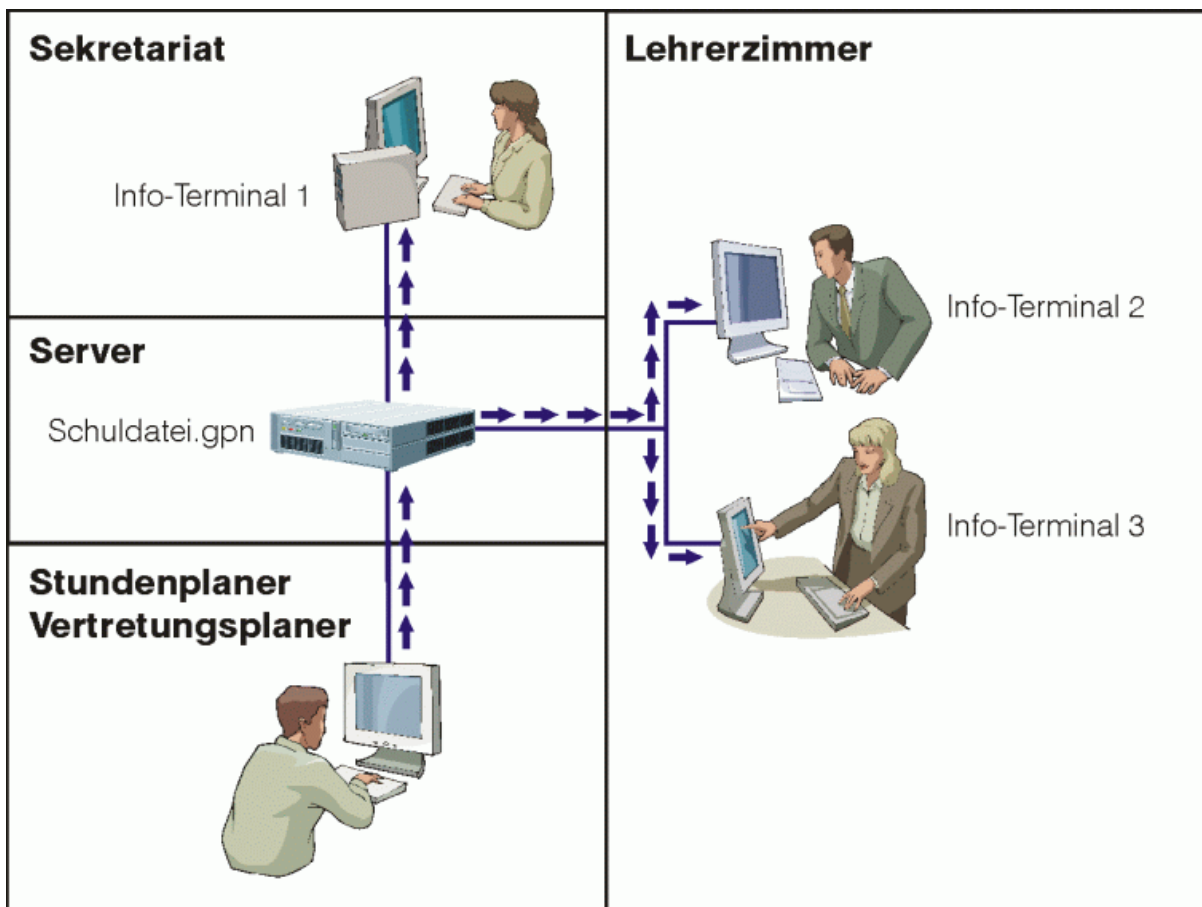 Sekretariat
Info-Terminal 1
Server
Schuldatei.gpn
Stundenplaner
Vertretungsplaner
Lehrerzimmer
Info-Terminal 2
Info-Terminal 3